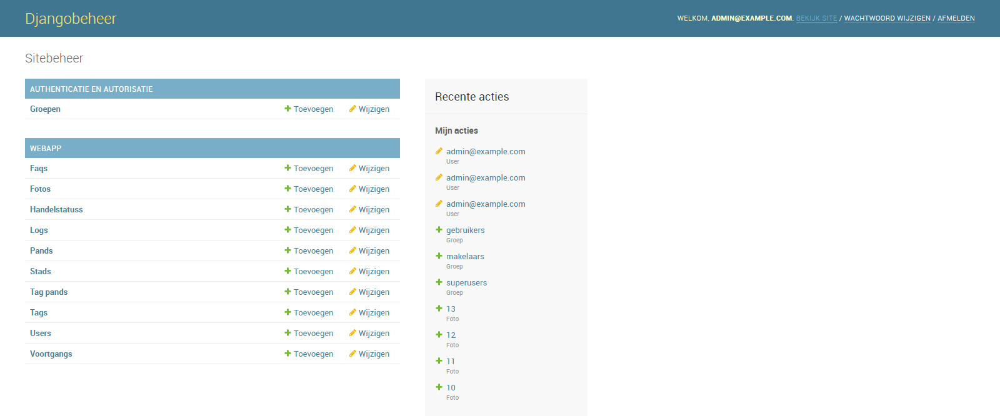 Djangobeheer
WELKOM, ADMIN@EXAMPLE.COM. BEKIJK SITE / WACHTWOORD WIJZIGEN / AFMELDEN
Sitebeheer
AUTHENTICATIE EN AUTORISATIE
Groepen Toevoegen Wijzigen
WEBAPP
Faqs Toevoegen Wijzigen
Fotos Toevoegen Wijzigen
Handelstatuss Toevoegen Wijzigen
Logs Toevoegen Wijzigen
Pands Toevoegen Wijzigen
Stads Toevoegen Wijzigen
Tag pands Toevoegen Wijzigen
Tags Toevoegen Wijzigen
Users Toevoegen Wijzigen
Voortgangs Toevoegen Wijzigen
Recente acties
Mijn acties
admin@example.com
User
admin@example.com
User
admin@example.com
User
gebruikers
Groep
makelaars
Groep
superusers
Groep
13
Foto
12
Foto
11
Foto
10
Foto